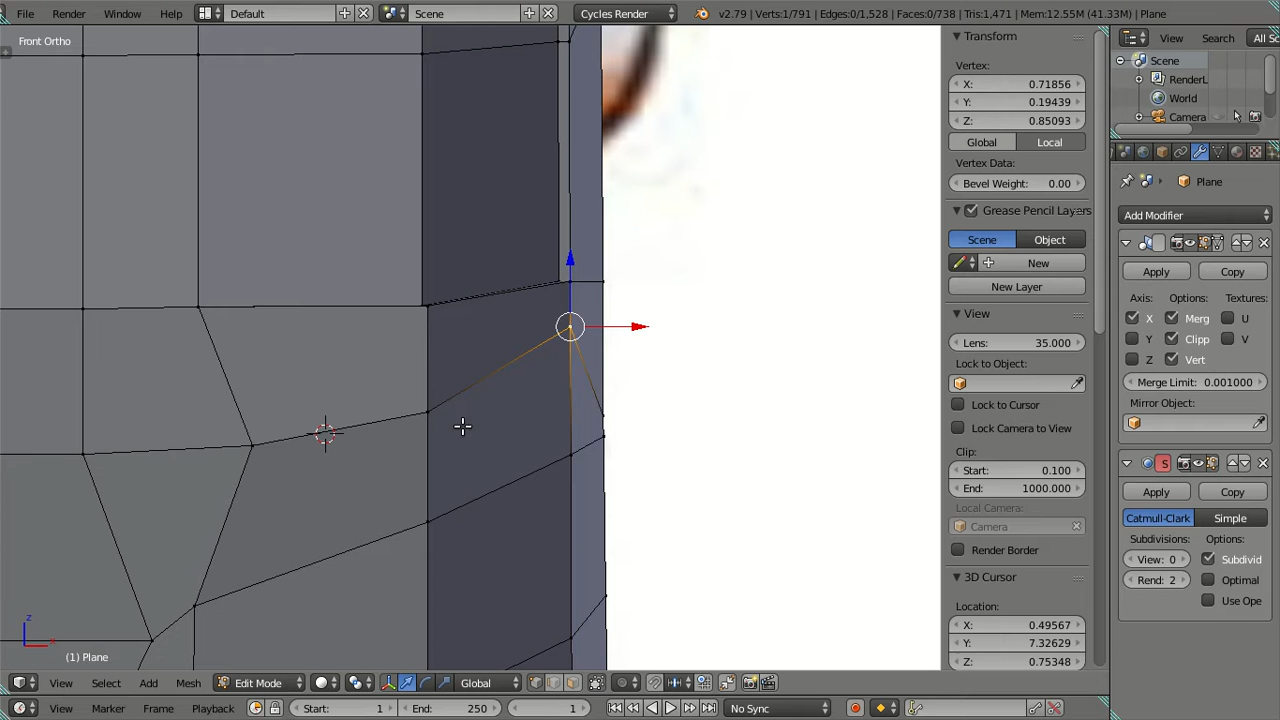 File Render Window Help Default Scene Cycles Render v2.79 | Verts:1/791 | Edges:0/1,528 | Faces:0/738 | Tris:1,471 | Mem:12.55M (41.33M) | Plane
Front Ortho
Transform
Vertex:
X: 0.71856
Y: 0.19439
Z: 0.85093
Global Local
Vertex Data:
Bevel Weight: 0.00
Grease Pencil Layers
Scene Object
New
New Layer
View
Lens: 35.000
Lock to Object:
Lock to Cursor
Lock Camera to View
Clip:
Start: 0.100
End: 1000.000
Local Camera:
Camera
Render Border
3D Cursor
Location:
X: 0.49567
Y: 7.32629
Z: 0.75348
View Search All Sc
Scene
RenderL
World
Camera
Plane
Add Modifier
Apply Copy
Axis: Options: Textures:
X Merg U
Y Clipp V
Z Vert
Merge Limit: 0.001000
Mirror Object:
S
Apply Copy
Catmull-Clark Simple
Subdivisions: Options:
View: 0 Subdivid
Rend: 2 Optimal
Use Ope
z
x
(1) Plane
View Select Add Mesh Edit Mode Global
View Marker Frame Playback Start: 1 End: 250 1 No Sync